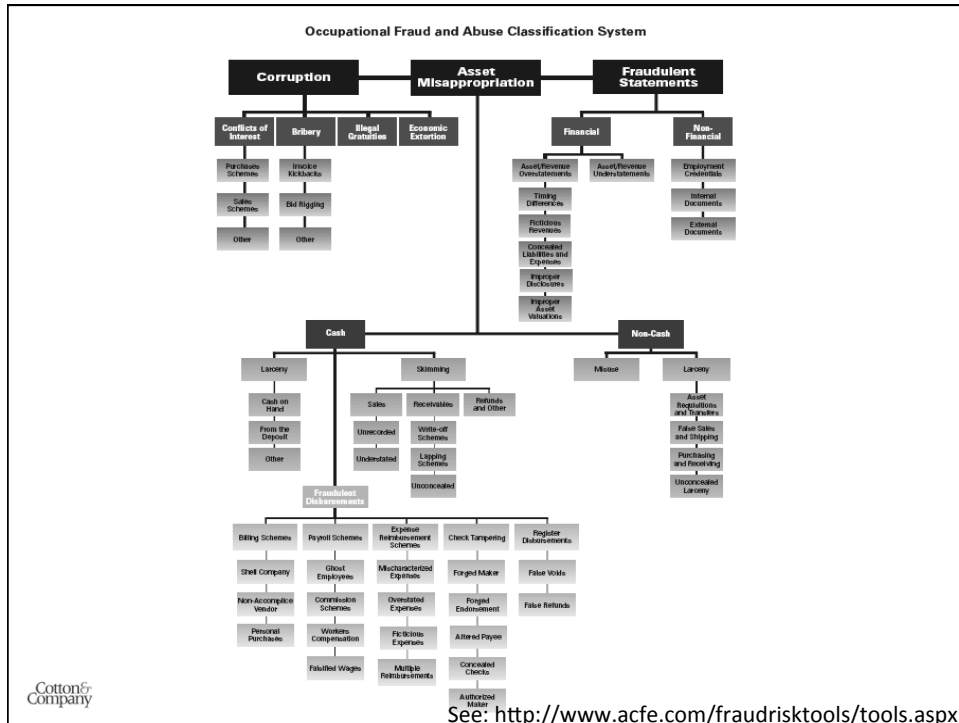 Occupational Fraud and Abuse Classification System
Corruption
Asset
Misappropriation
Fraudulent
Statements
Conflicts of
Interest
Bribery
Illegal
Gratuities
Economic
Extortion
Financial
Non-
Financial
Purchases
Schemes
Sales
Schemes
Other
Invoice
Kickbacks
Bid Rigging
Other
Asset/Revenue
Overstatements
Asset/Revenue
Understatements
Timing
Differences
Ficticious
Revenues
Concealed
Liabilities and
Expenses
Improper
Disclosures
Improper
Asset
Valuations
Employment
Credentials
Internal
Documents
External
Documents
Cash
Non-Cash
Larceny
Skimming
Misuse
Larceny
Cash on
Hand
From the
Deposit
Other
Sales
Receivables
Refunds
and Other
Unrecorded
Understated
Write-off
Schemes
Lapping
Schemes
Unconcealed
Asset
Requisitions
and Transfers
False Sales
and Shipping
Purchasing
and Receiving
Unconcealed
Larceny
Fraudulent
Disbursements
Billing Schemes
Payroll Schemes
Expense
Reimbursement
Schemes
Check Tampering
Register
Disbursements
Shell Company
Non-Accomplice
Vendor
Personal
Purchases
Ghost
Employees
Commission
Schemes
Workers
Compensation
Falsified Wages
Mischaracterized
Expenses
Overstated
Expenses
Ficticious
Expenses
Multiple
Reimbursements
Forged Maker
Forged
Endorsement
Altered Payee
Concealed
Checks
Authorized
Maker
False Voids
False Refunds
Cotton&
Company
See: http://www.acfe.com/fraudrisktools/tools.aspx